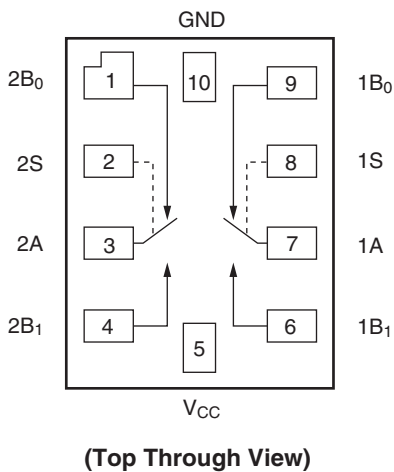 GND
2B₀ 1 10 9 1B₀
2S 2 8 1S
2A 3 7 1A
2B₁ 4 6 1B₁
5
V_CC
(Top Through View)